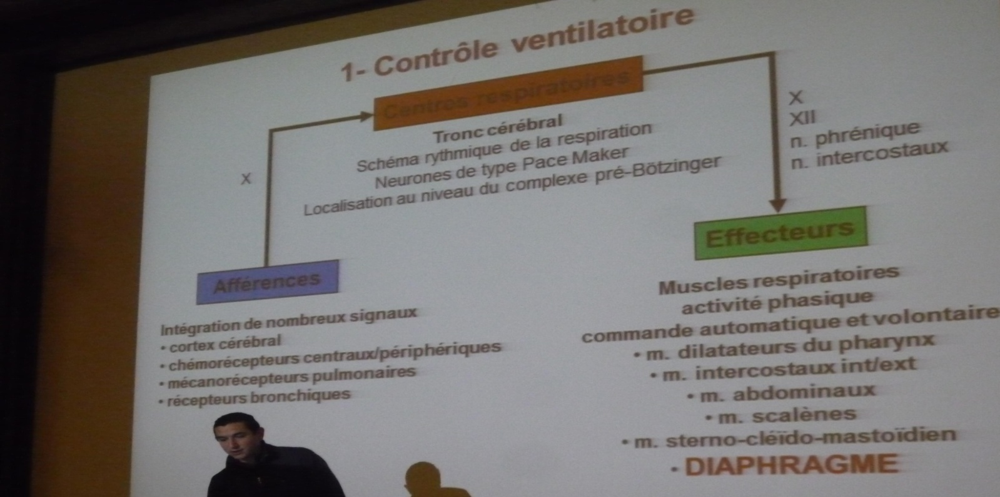 1- Contrôle ventilatoire
Centres respiratoires
Tronc cérébral
Schéma rythmique de la respiration
Neurones de type Pace Maker
Localisation au niveau du complexe pré-Bötzinger
X
X
XII
n. phrénique
n. intercostaux
Afférences
Intégration de nombreux signaux
• cortex cérébral
• chémorécepteurs centraux/périphériques
• mécanorécepteurs pulmonaires
• récepteurs bronchiques
Effecteurs
Muscles respiratoires
activité phasique
commande automatique et volontaire
• m. dilatateurs du pharynx
• m. intercostaux int/ext
• m. abdominaux
• m. scalènes
• m. sterno-cléïdo-mastoïdien
• DIAPHRAGME